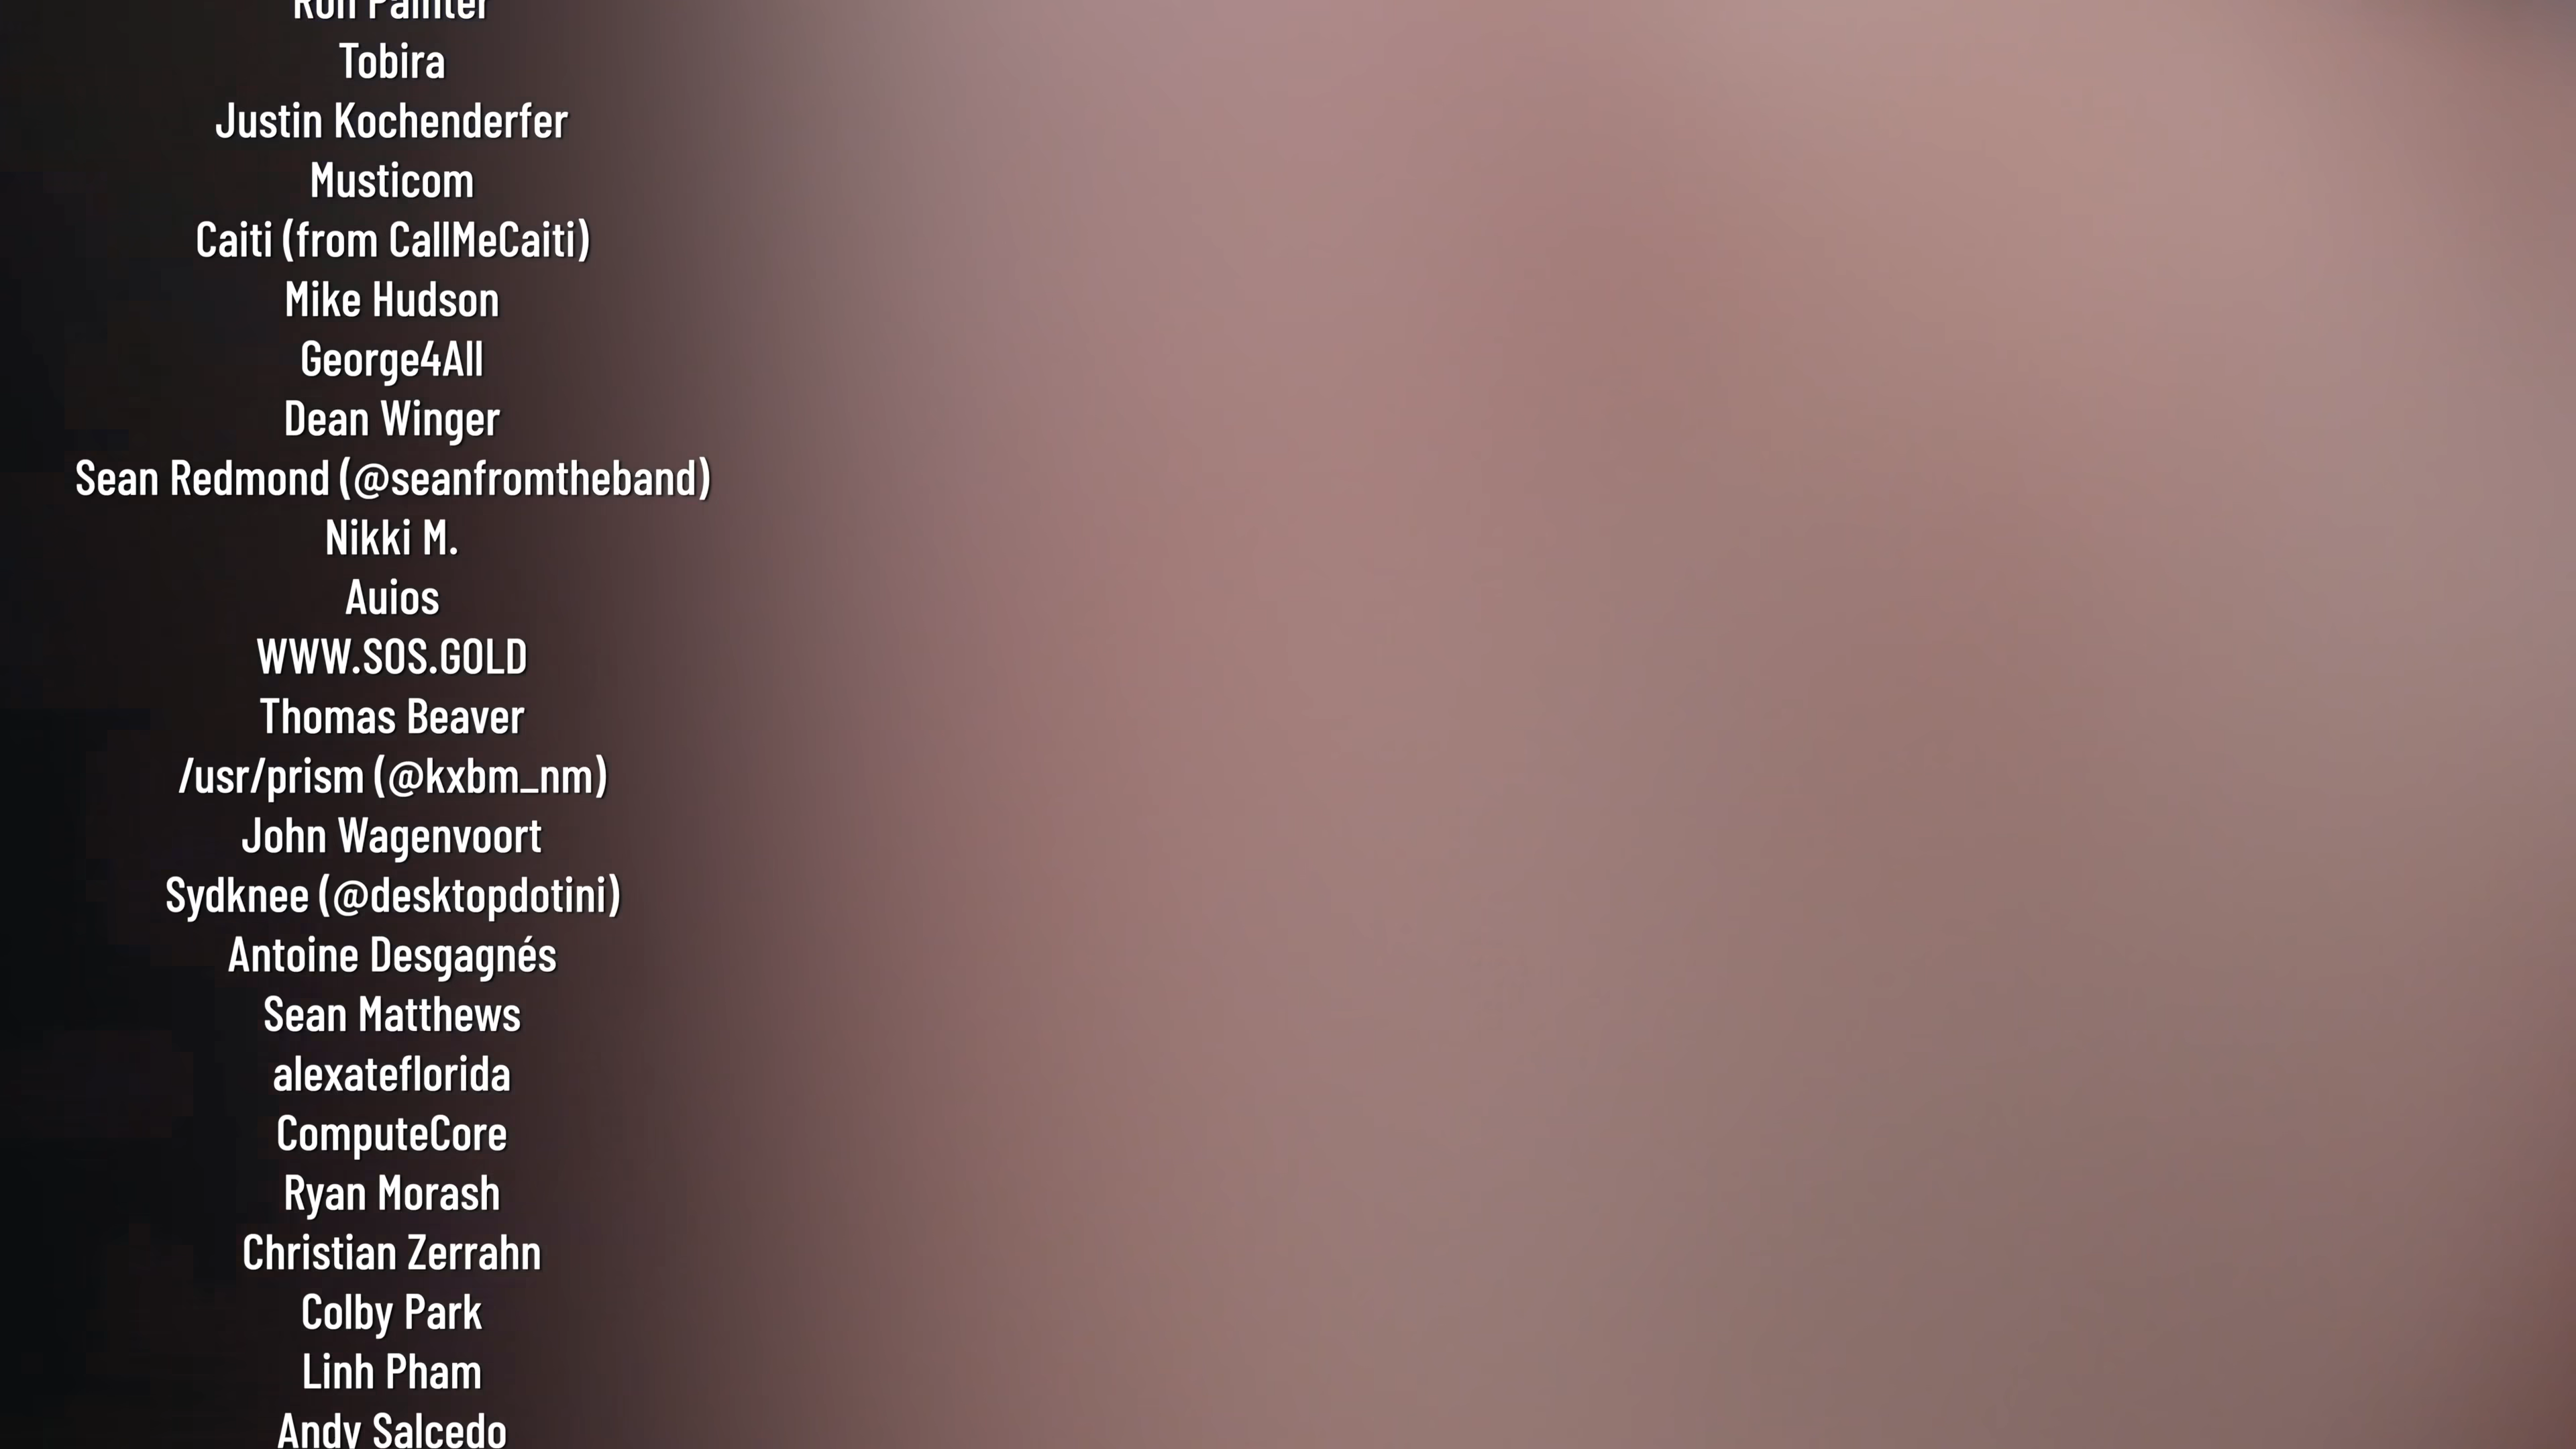 Ron Painter
Tobira
Justin Kochenderfer
Musticom
Caiti (from CallMeCaiti)
Mike Hudson
George4All
Dean Winger
Sean Redmond (@seanfromtheband)
Nikki M.
Auios
WWW.SOS.GOLD
Thomas Beaver
/usr/prism (@kxbm_nm)
John Wagenvoort
Sydknee (@desktopdotini)
Antoine Desgagnés
Sean Matthews
alexateflorida
ComputeCore
Ryan Morash
Christian Zerrahn
Colby Park
Linh Pham
Andy Salcedo